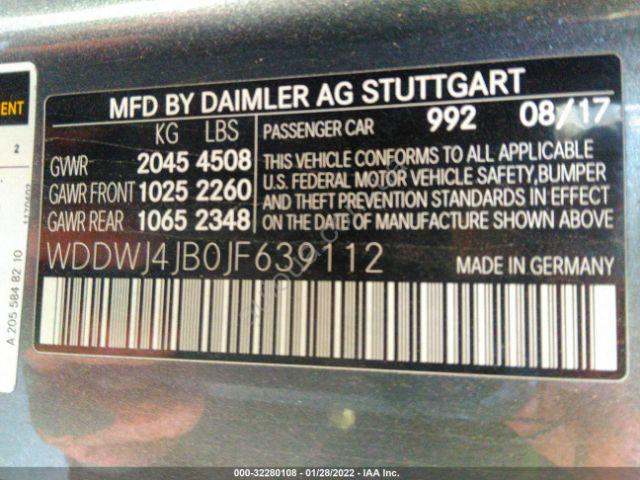 MFD BY DAIMLER AG STUTTGART
KG LBS
PASSENGER CAR 992 08/17
GVWR 2045 4508
GAWR FRONT 1025 2260
GAWR REAR 1065 2348
THIS VEHICLE CONFORMS TO ALL APPLICABLE
U.S. FEDERAL MOTOR VEHICLE SAFETY, BUMPER
AND THEFT PREVENTION STANDARDS IN EFFECT
ON THE DATE OF MANUFACTURE SHOWN ABOVE
WDDWJ4JB0JF639112
MADE IN GERMANY
2
A 205 584 82 10
000-32280108 - 01/28/2022 - IAA Inc.